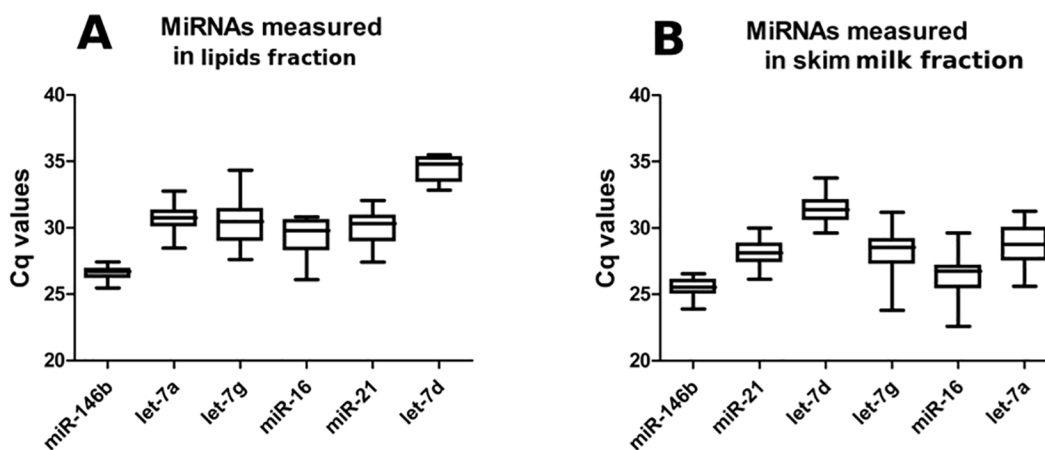 A
MiRNAs measured
in lipids fraction
Cq values
40
35
30
25
20
miR-146b
let-7a
let-7g
miR-16
miR-21
let-7d
B
MiRNAs measured
in skim milk fraction
Cq values
40
35
30
25
20
miR-146b
miR-21
let-7d
let-7g
miR-16
let-7a